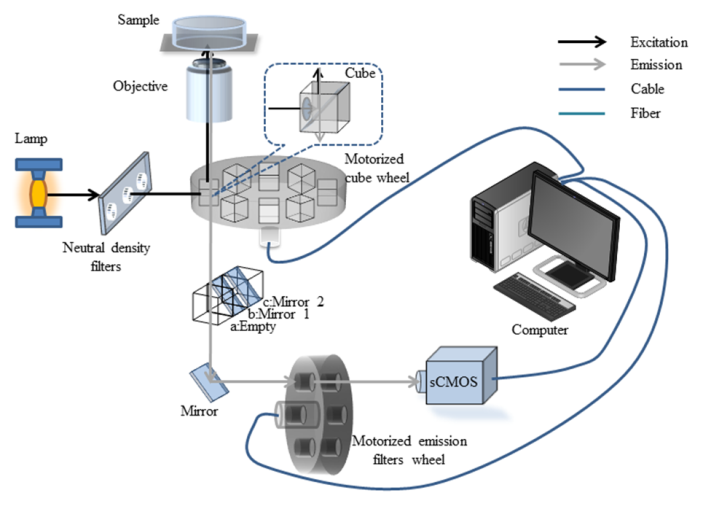 Sample
Excitation
Emission
Cable
Fiber
Cube
Objective
Lamp
Motorized
cube wheel
Neutral density
filters
c:Mirror 2
b:Mirror 1
a:Empty
Computer
sCMOS
Mirror
Motorized emission
filters wheel